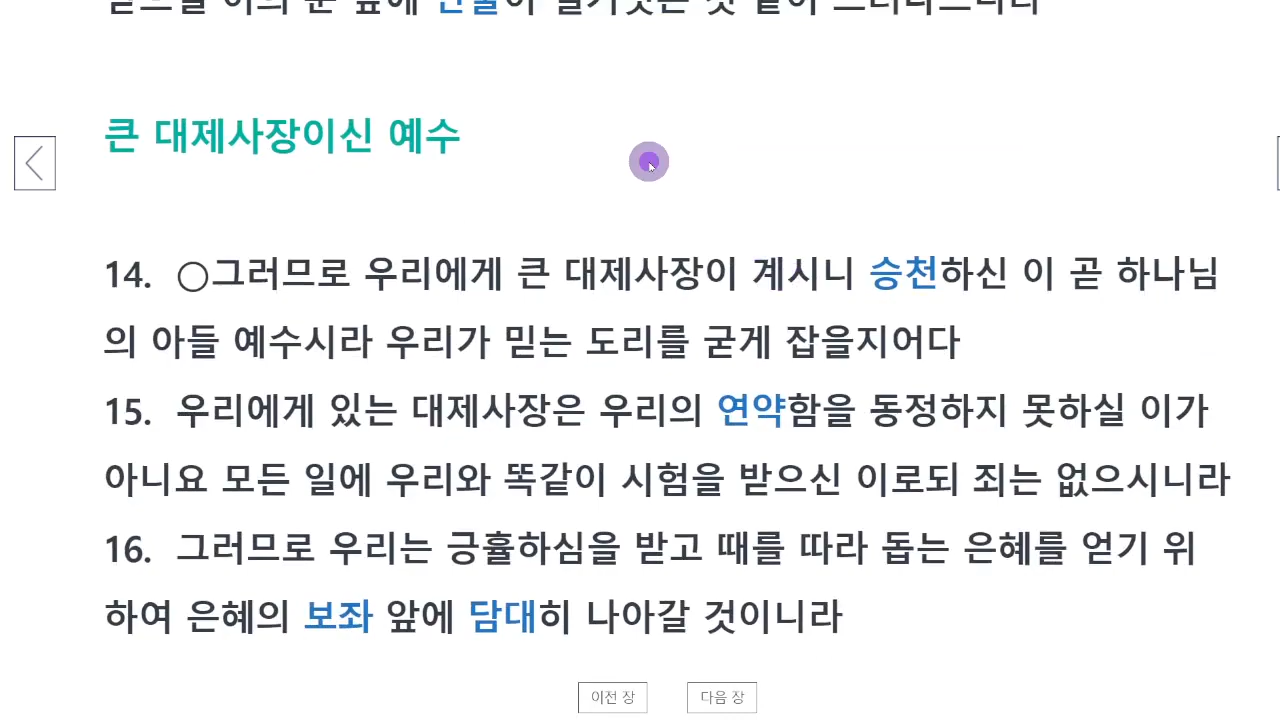 큰 대제사장이신 예수
14. ○그러므로 우리에게 큰 대제사장이 계시니 승천하신 이 곧 하나님
의 아들 예수시라 우리가 믿는 도리를 굳게 잡을지어다
15. 우리에게 있는 대제사장은 우리의 연약함을 동정하지 못하실 이가
아니요 모든 일에 우리와 똑같이 시험을 받으신 이로되 죄는 없으시니라
16. 그러므로 우리는 긍휼하심을 받고 때를 따라 돕는 은혜를 얻기 위
하여 은혜의 보좌 앞에 담대히 나아갈 것이니라
이전 장 다음 장